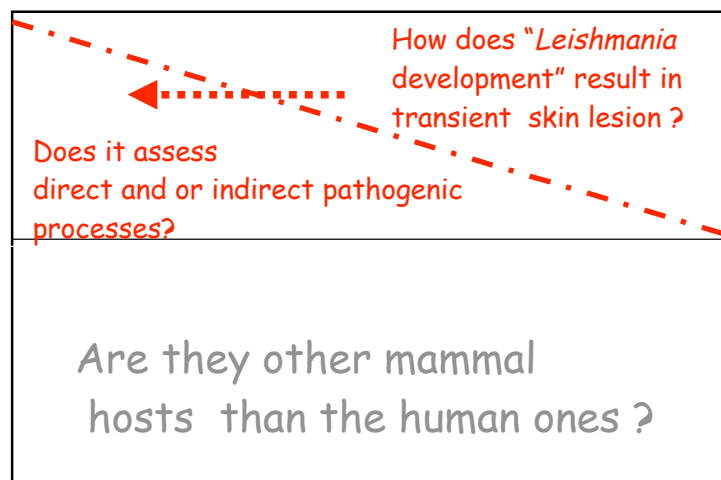 How does “Leishmania
development” result in
transient skin lesion ?
Does it assess
direct and or indirect pathogenic
processes?
Are they other mammal
hosts than the human ones ?